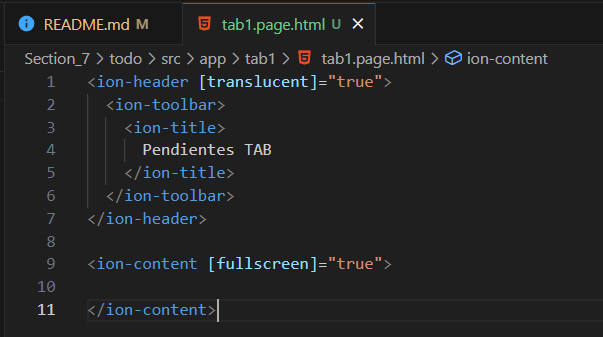 README.md M tab1.page.html U
Section_7 > todo > src > app > tab1 > tab1.page.html > ion-content
1 <ion-header [translucent]="true">
2 <ion-toolbar>
3 <ion-title>
4 Pendientes TAB
5 </ion-title>
6 </ion-toolbar>
7 </ion-header>
8
9 <ion-content [fullscreen]="true">
10
11 </ion-content>